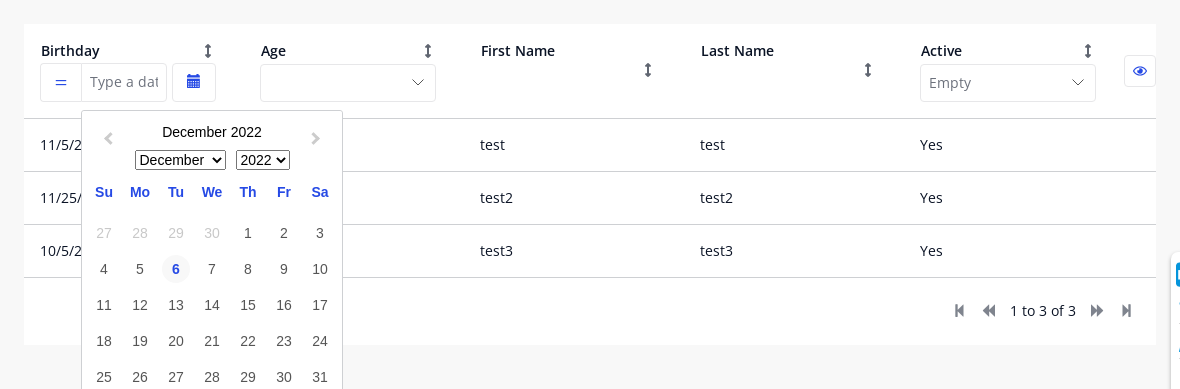 Birthday Age First Name Last Name Active
= Type a dat Empty
December 2022
December 2022
Su Mo Tu We Th Fr Sa
27 28 29 30 1 2 3
4 5 6 7 8 9 10
11 12 13 14 15 16 17
18 19 20 21 22 23 24
25 26 27 28 29 30 31
11/5/2 test test Yes
11/25/ test2 test2 Yes
10/5/2 test3 test3 Yes
1 to 3 of 3